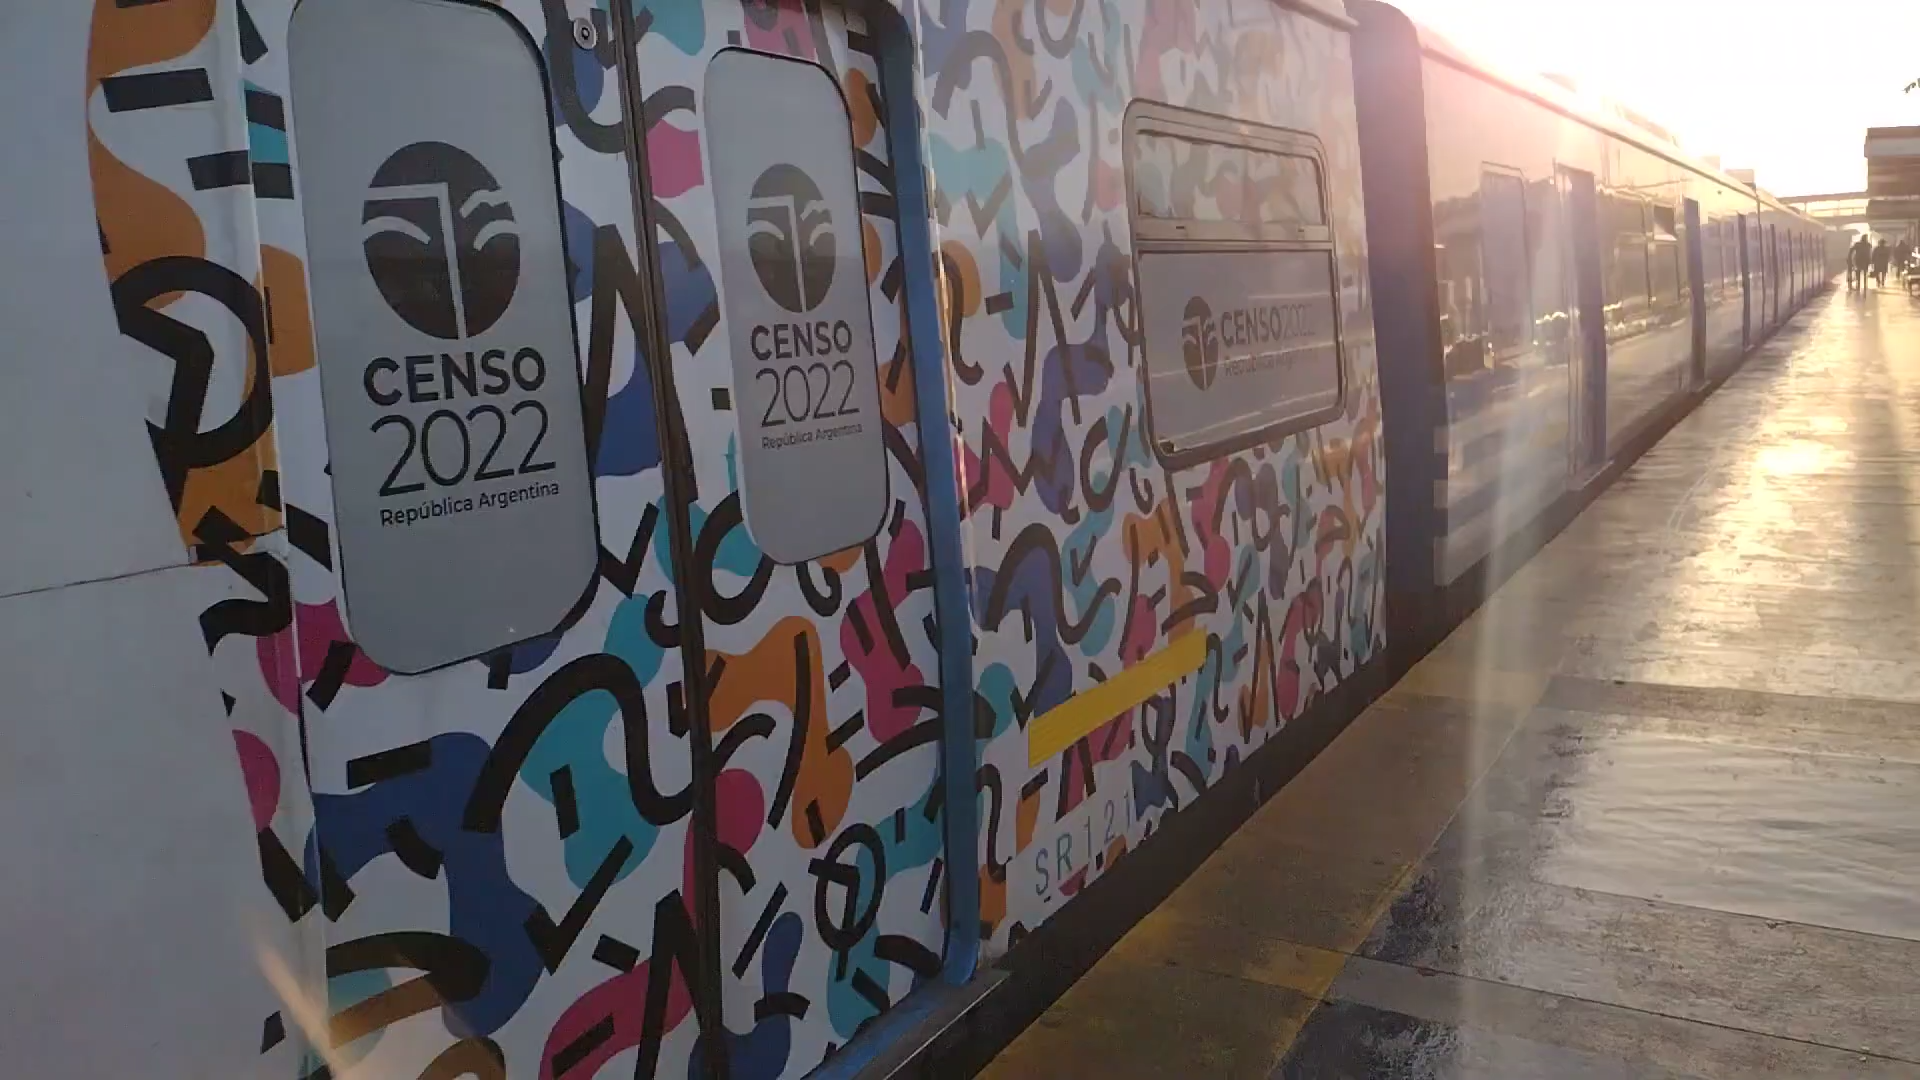 CENSO
2022
República Argentina
CENSO
2022
República Argentina
CENSO2022
República Argentina
SR121